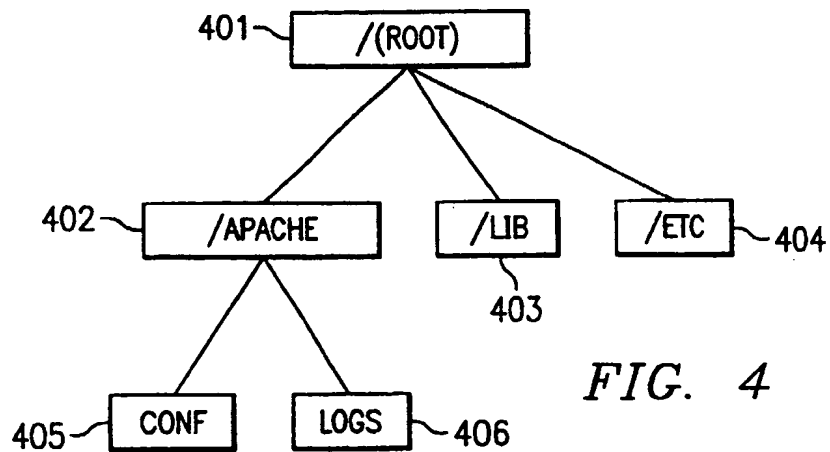 401
/(ROOT)
402
/APACHE
/LIB
/ETC
404
403
405
CONF
LOGS
406
FIG. 4